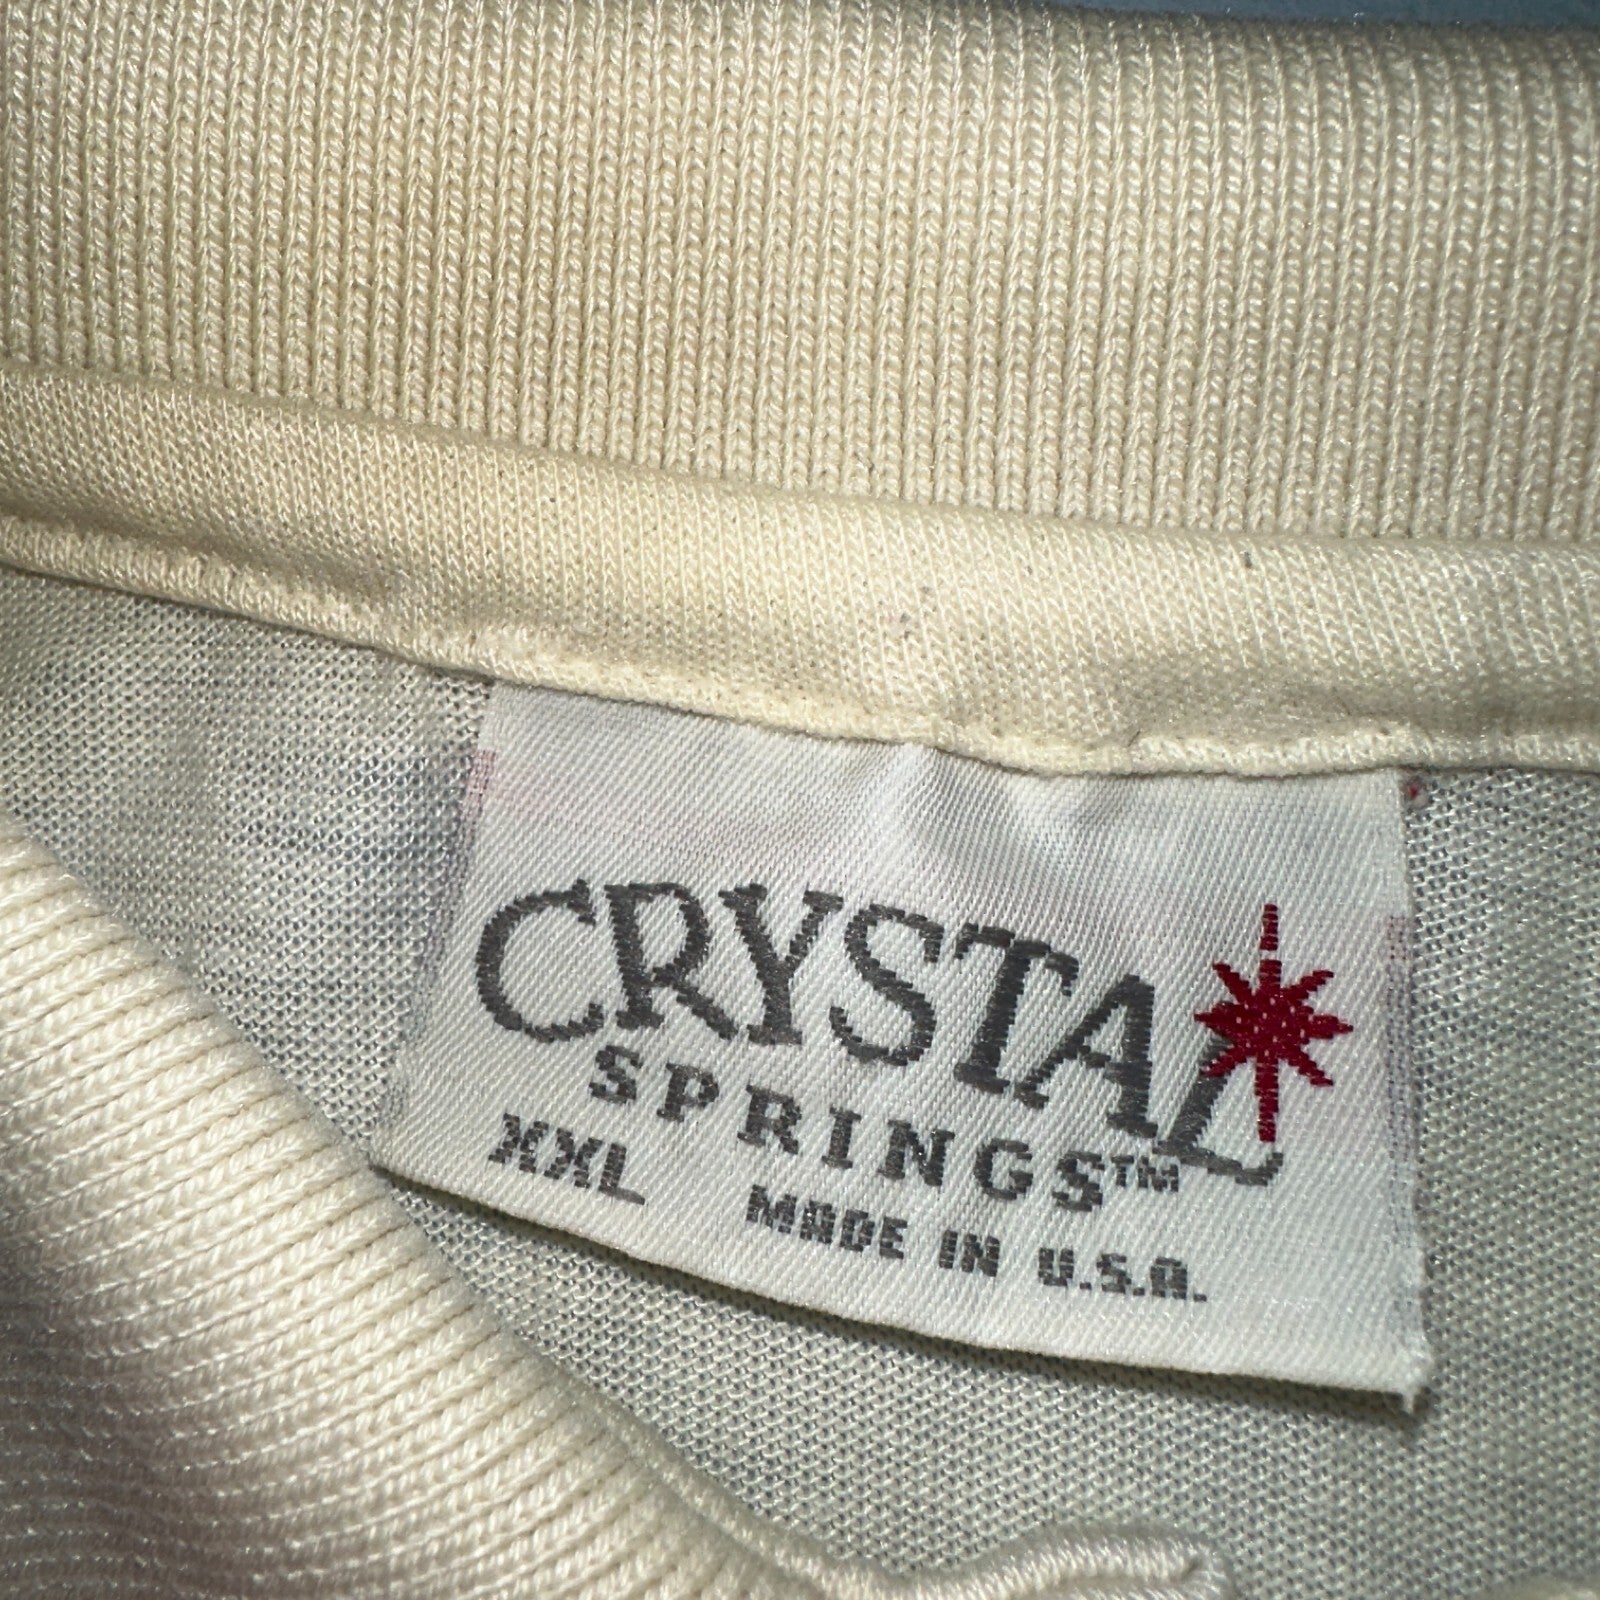 CRYSTAL
SPRINGS™
XXL
MADE IN U.S.A.